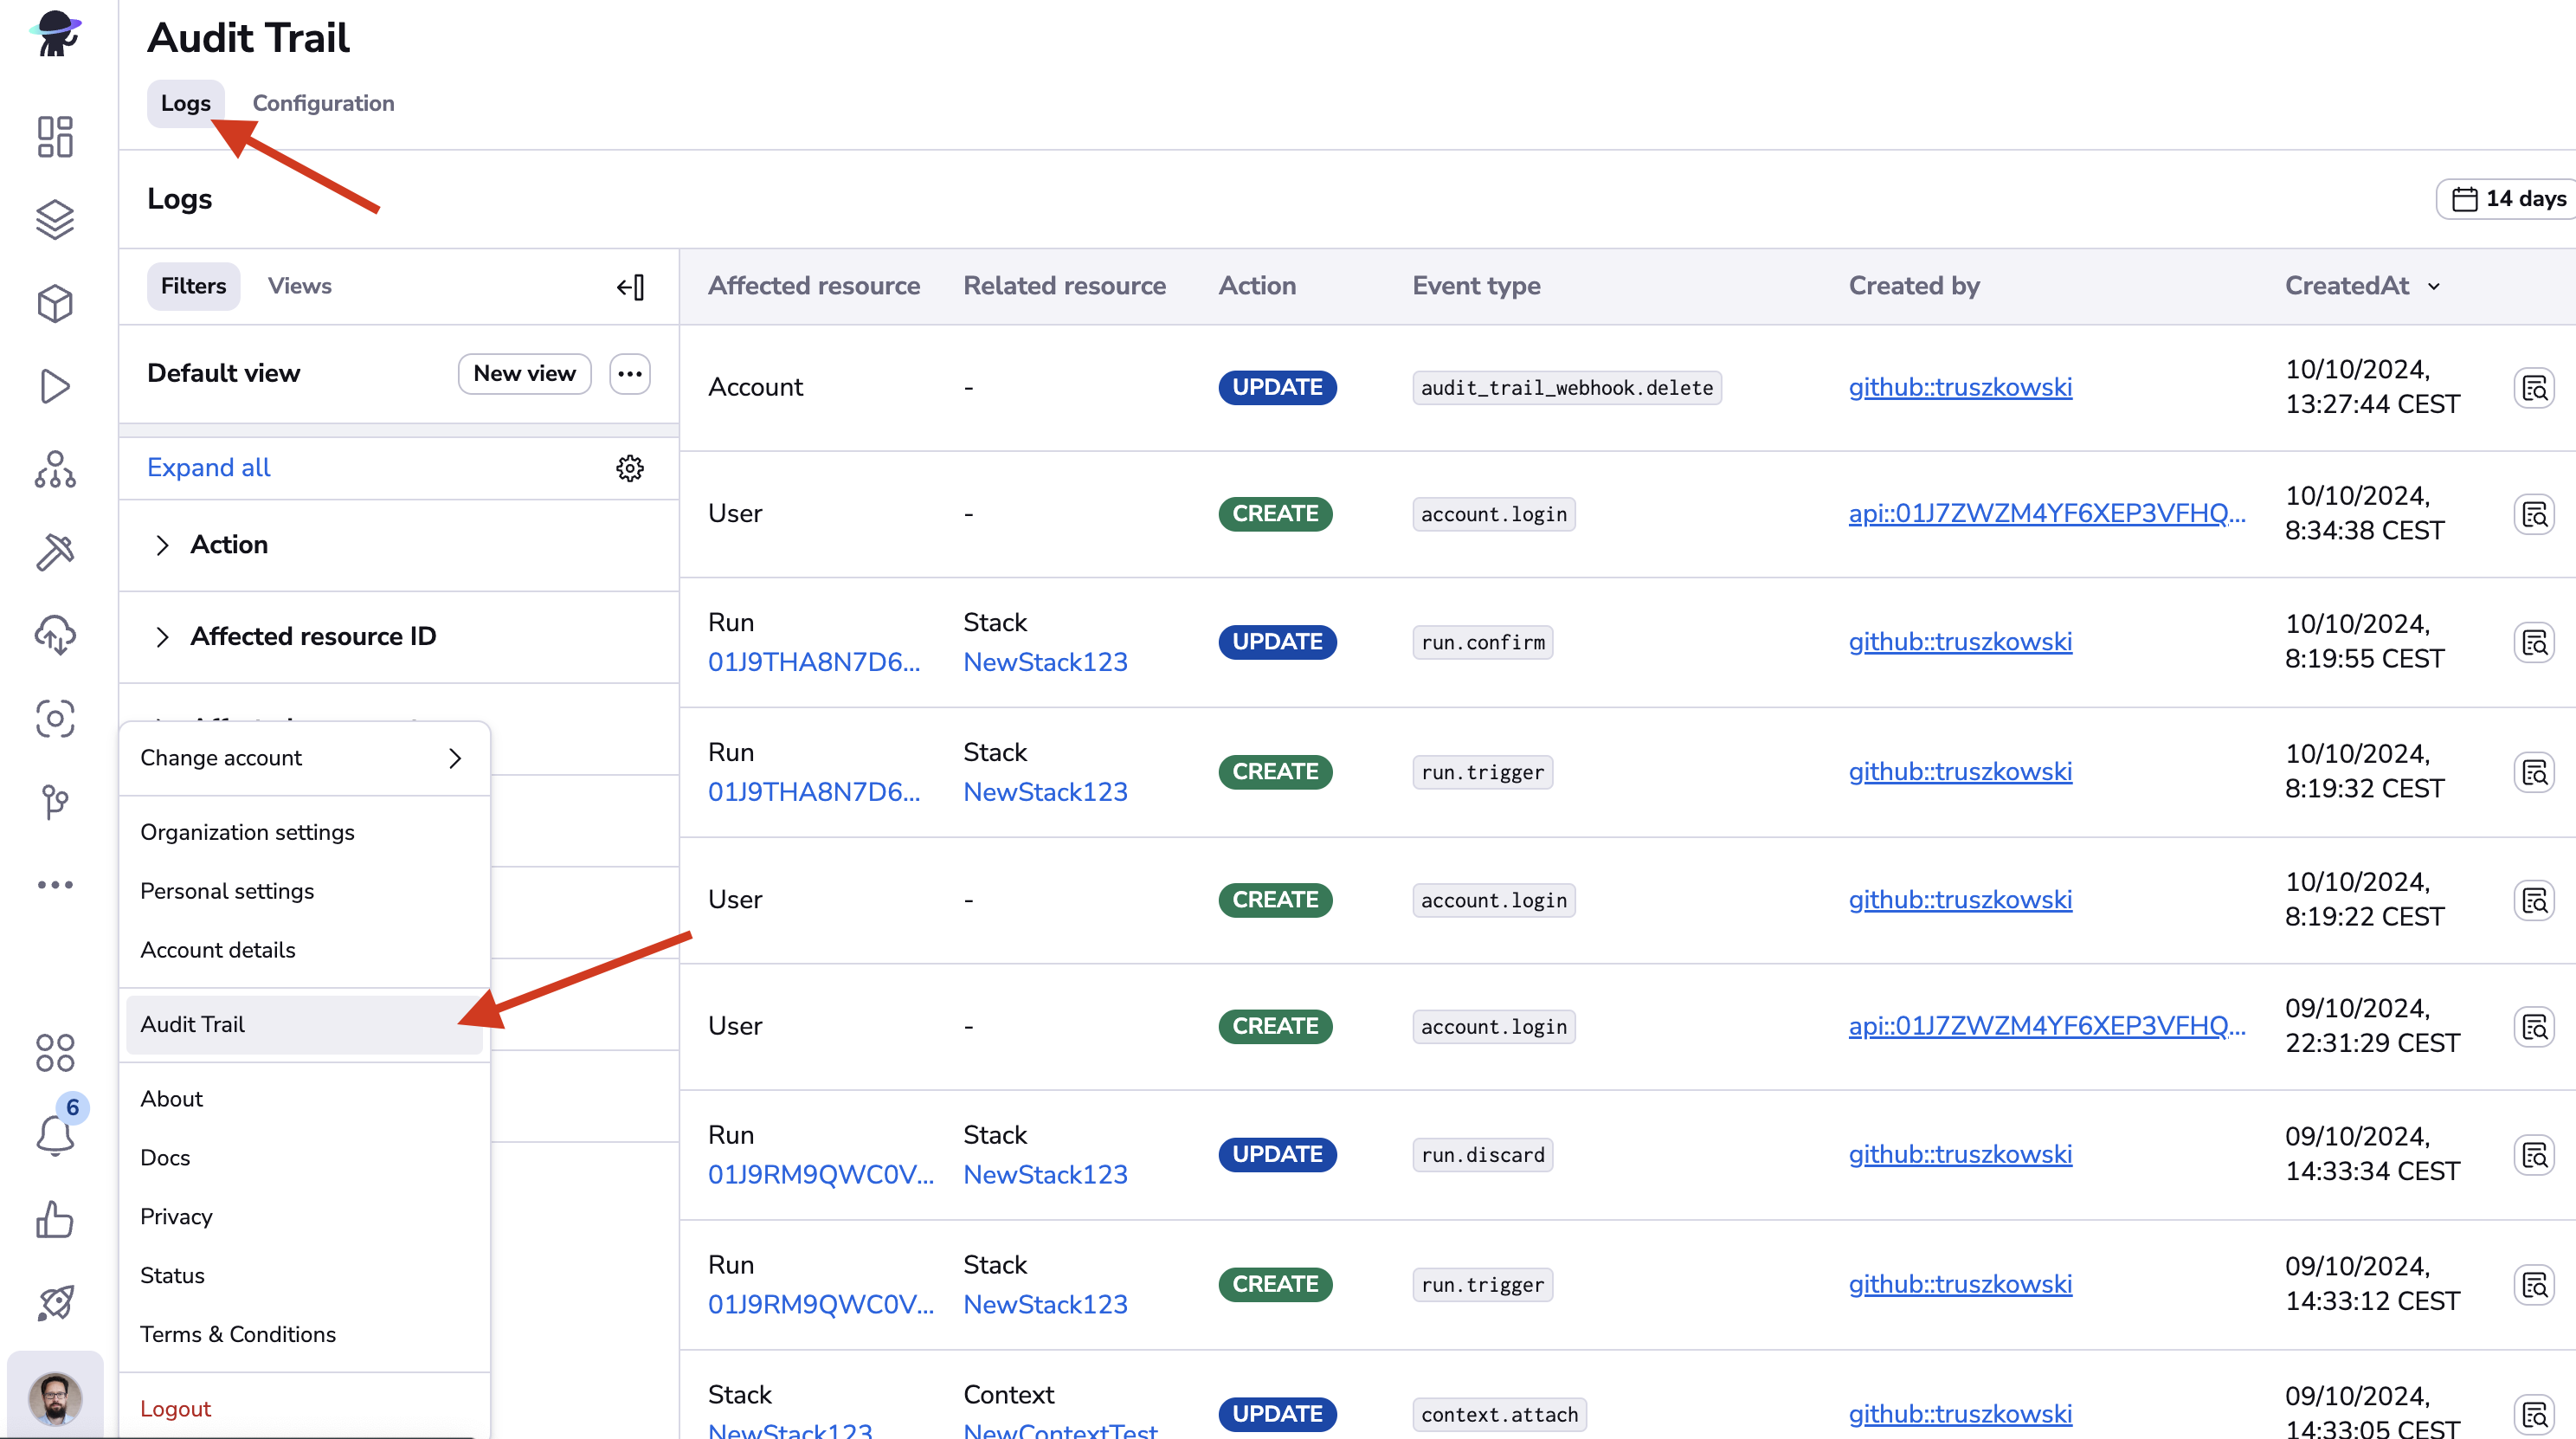 Audit Trail
Logs
Configuration
Logs
14 days
Filters
Views
Default view
New view
Expand all
Action
Affected resource ID
Change account
Organization settings
Personal settings
Account details
Audit Trail
About
Docs
Privacy
Status
Terms & Conditions
Logout
6
Affected resource Related resource Action Event type Created by CreatedAt
Account - UPDATE audit_trail_webhook.delete github::truszkowski 10/10/2024,
13:27:44 CEST
User - CREATE account.login api::01J7ZWZM4YF6XEP3VFHQ... 10/10/2024,
8:34:38 CEST
Run Stack UPDATE run.confirm github::truszkowski 10/10/2024,
01J9THA8N7D6... NewStack123 8:19:55 CEST
Run Stack CREATE run.trigger github::truszkowski 10/10/2024,
01J9THA8N7D6... NewStack123 8:19:32 CEST
User - CREATE account.login github::truszkowski 10/10/2024,
8:19:22 CEST
User - CREATE account.login api::01J7ZWZM4YF6XEP3VFHQ... 09/10/2024,
22:31:29 CEST
Run Stack UPDATE run.discard github::truszkowski 09/10/2024,
01J9RM9QWC0V... NewStack123 14:33:34 CEST
Run Stack CREATE run.trigger github::truszkowski 09/10/2024,
01J9RM9QWC0V... NewStack123 14:33:12 CEST
Stack Context UPDATE context.attach github::truszkowski 09/10/2024,
NewStack123 NewContextTest 14:33:05 CEST